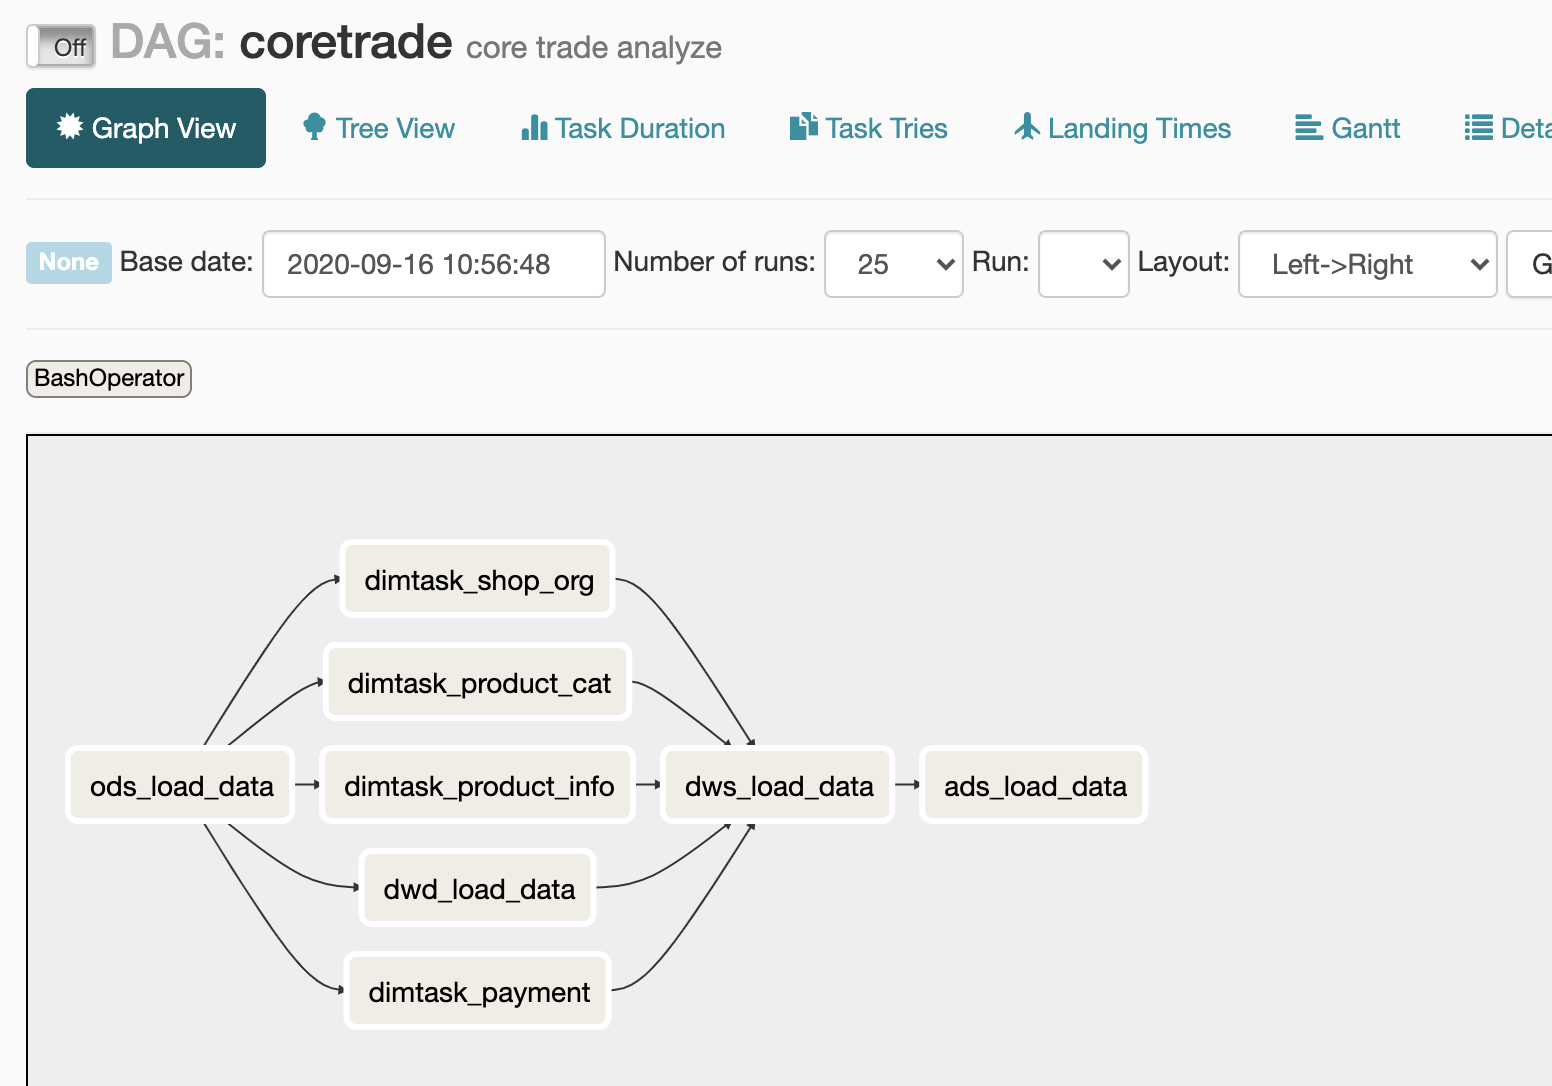 Off DAG: coretrade core trade analyze
Graph View Tree View Task Duration Task Tries Landing Times Gantt
None Base date: 2020-09-16 10:56:48 Number of runs: 25 Run: Layout: Left->Right
BashOperator
dimtask_shop_org
dimtask_product_cat
ods_load_data dimtask_product_info dws_load_data ads_load_data
dwd_load_data
dimtask_payment